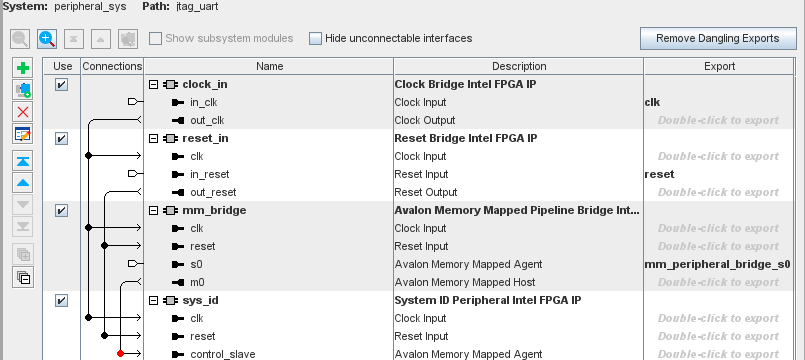 System: peripheral_sys Path: jtag_uart
Show subsystem modules Hide unconnectable interfaces Remove Dangling Exports
Use Connections Name Description Export
clock_in Clock Bridge Intel FPGA IP
in_clk Clock Input clk
out_clk Clock Output Double-click to export
reset_in Reset Bridge Intel FPGA IP
clk Clock Input Double-click to export
in_reset Reset Input reset
out_reset Reset Output Double-click to export
mm_bridge Avalon Memory Mapped Pipeline Bridge Int...
clk Clock Input Double-click to export
reset Reset Input Double-click to export
s0 Avalon Memory Mapped Agent mm_peripheral_bridge_s0
m0 Avalon Memory Mapped Host Double-click to export
sys_id System ID Peripheral Intel FPGA IP
clk Clock Input Double-click to export
reset Reset Input Double-click to export
control_slave Avalon Memory Mapped Agent Double-click to export